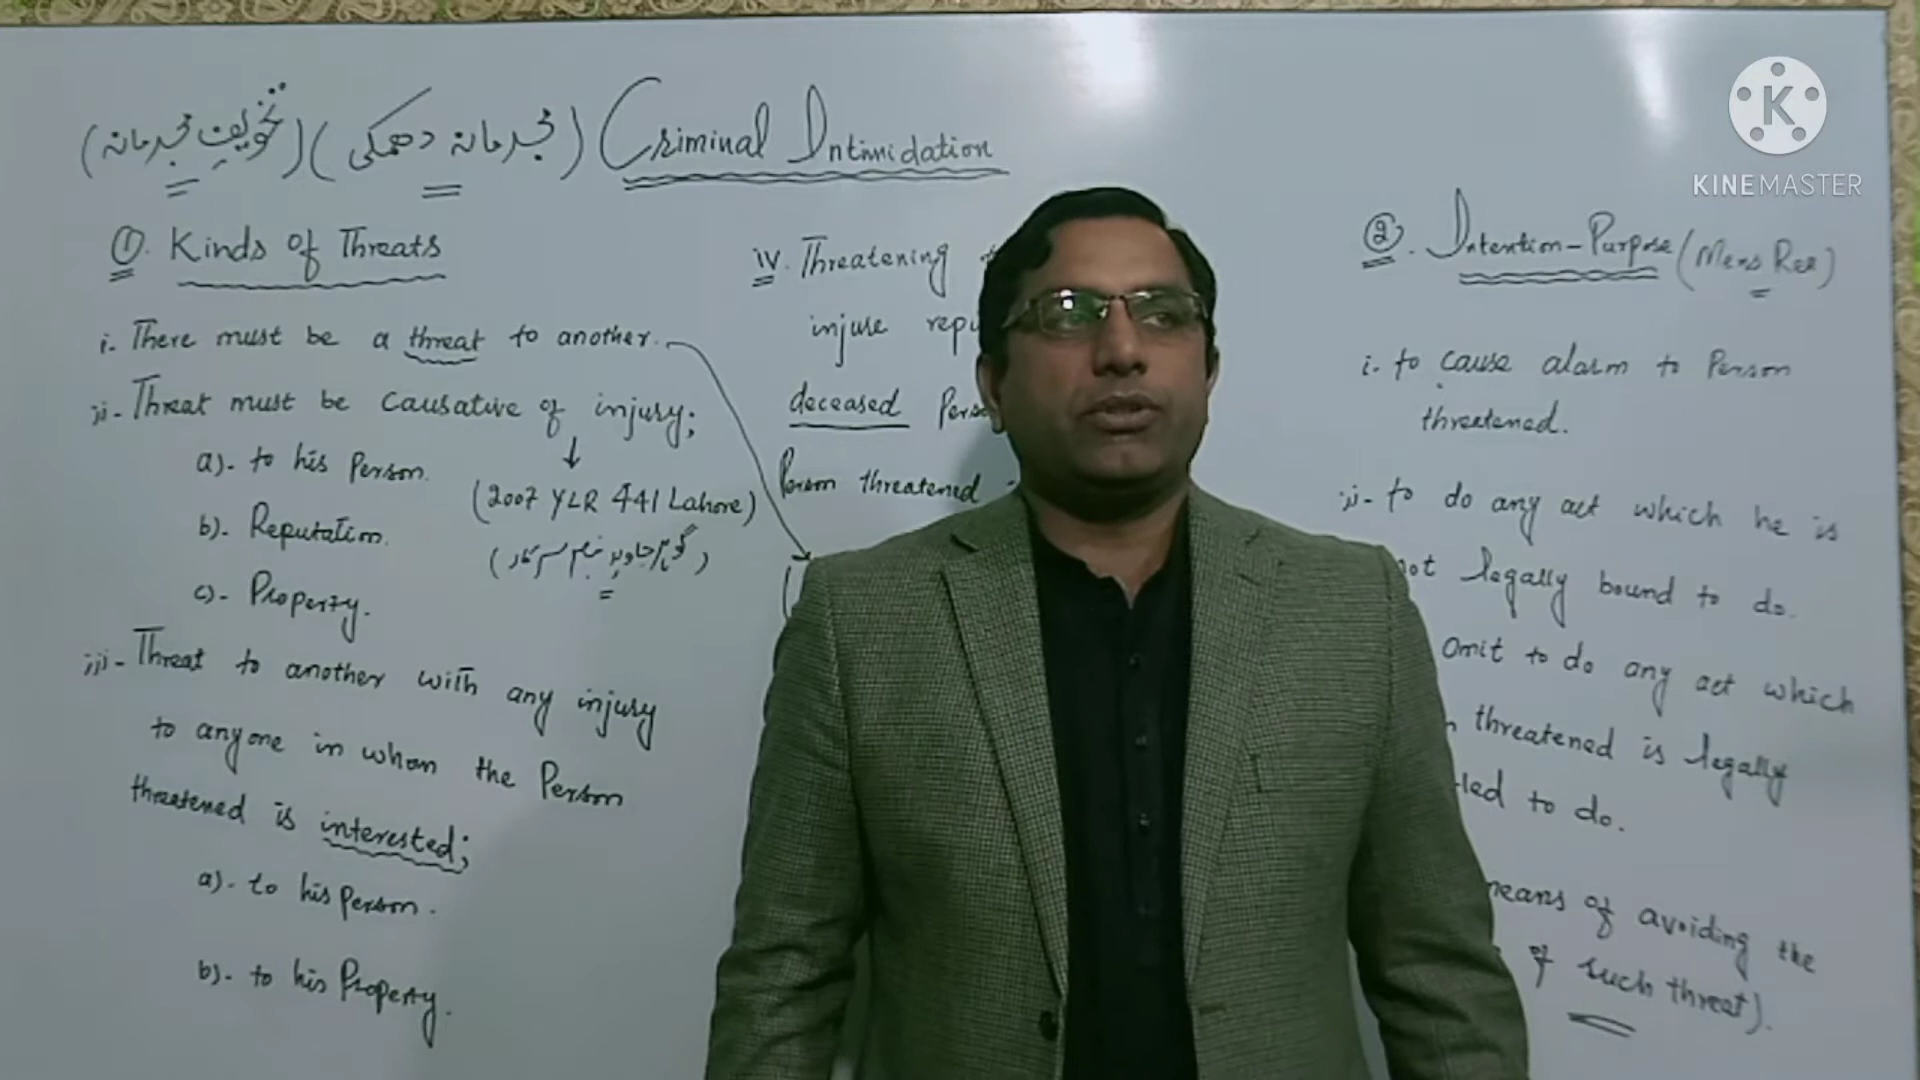 (تخویفِ مجرمانہ) (مجرمانہ دھمکی) Criminal Intimidation
①. Kinds of Threats
i. There must be a threat to another.
ii- Threat must be causative of injury;
a)- to his Person.
b)- Reputation.
c)- Property.
(2007 YLR 441 Lahore)
iii- Threat to another with any injury
to anyone in whom the Person
threatened is interested;
a)- to his Person.
b)- to his Property.
iv. Threatening
injure
deceased
Person threatened
②. Intention-Purpose (Mens Rea)
i. to cause alarm to Person
threatened.
ii- to do any act which he is
not legally bound to do.
Omit to do any act which
threatened is legally
to do.
means of avoiding the
of such threat).
K
KINEMASTER